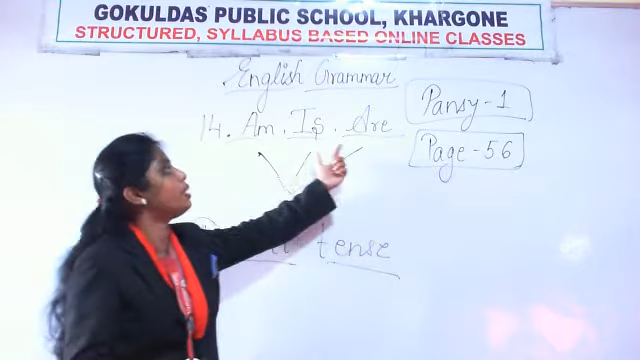 GOKULDAS PUBLIC SCHOOL, KHARGONE
STRUCTURED, SYLLABUS BASED ONLINE CLASSES
English Grammar
14. Am. Is. Are
Pansy-1
Page-56
tense